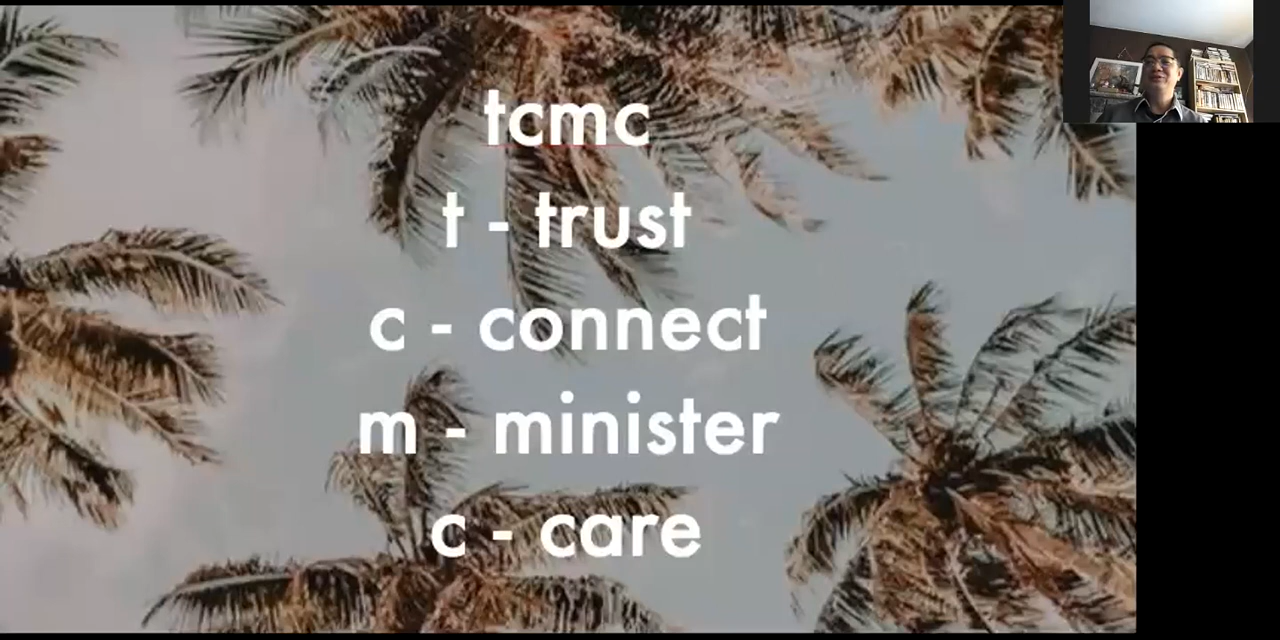 tcmc
t - trust
c - connect
m - minister
c - care